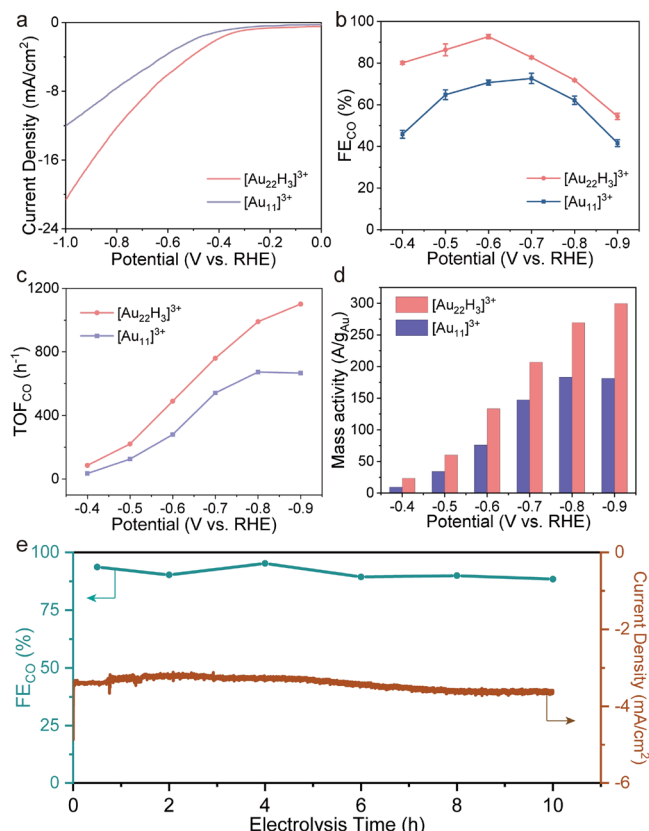 a
Current Density (mA/cm²)
0
-8
-16
-24
-1.0 -0.8 -0.6 -0.4 -0.2 0.0
Potential (V vs. RHE)
[Au₂₂H₃]³⁺
[Au₁₁]³⁺
b
FE_CO (%)
100
80
60
40
20
0
-0.4 -0.5 -0.6 -0.7 -0.8 -0.9
Potential (V vs. RHE)
[Au₂₂H₃]³⁺
[Au₁₁]³⁺
c
TOF_CO (h⁻¹)
1200
800
400
0
-0.4 -0.5 -0.6 -0.7 -0.8 -0.9
Potential (V vs. RHE)
[Au₂₂H₃]³⁺
[Au₁₁]³⁺
d
Mass activity (A/g_Au)
300
250
200
150
100
50
0
-0.4 -0.5 -0.6 -0.7 -0.8 -0.9
Potential (V vs. RHE)
[Au₂₂H₃]³⁺
[Au₁₁]³⁺
e
FE_CO (%)
100
75
50
25
0
0 2 4 6 8 10
Electrolysis Time (h)
0
-2
-4
-6
Current Density (mA/cm²)